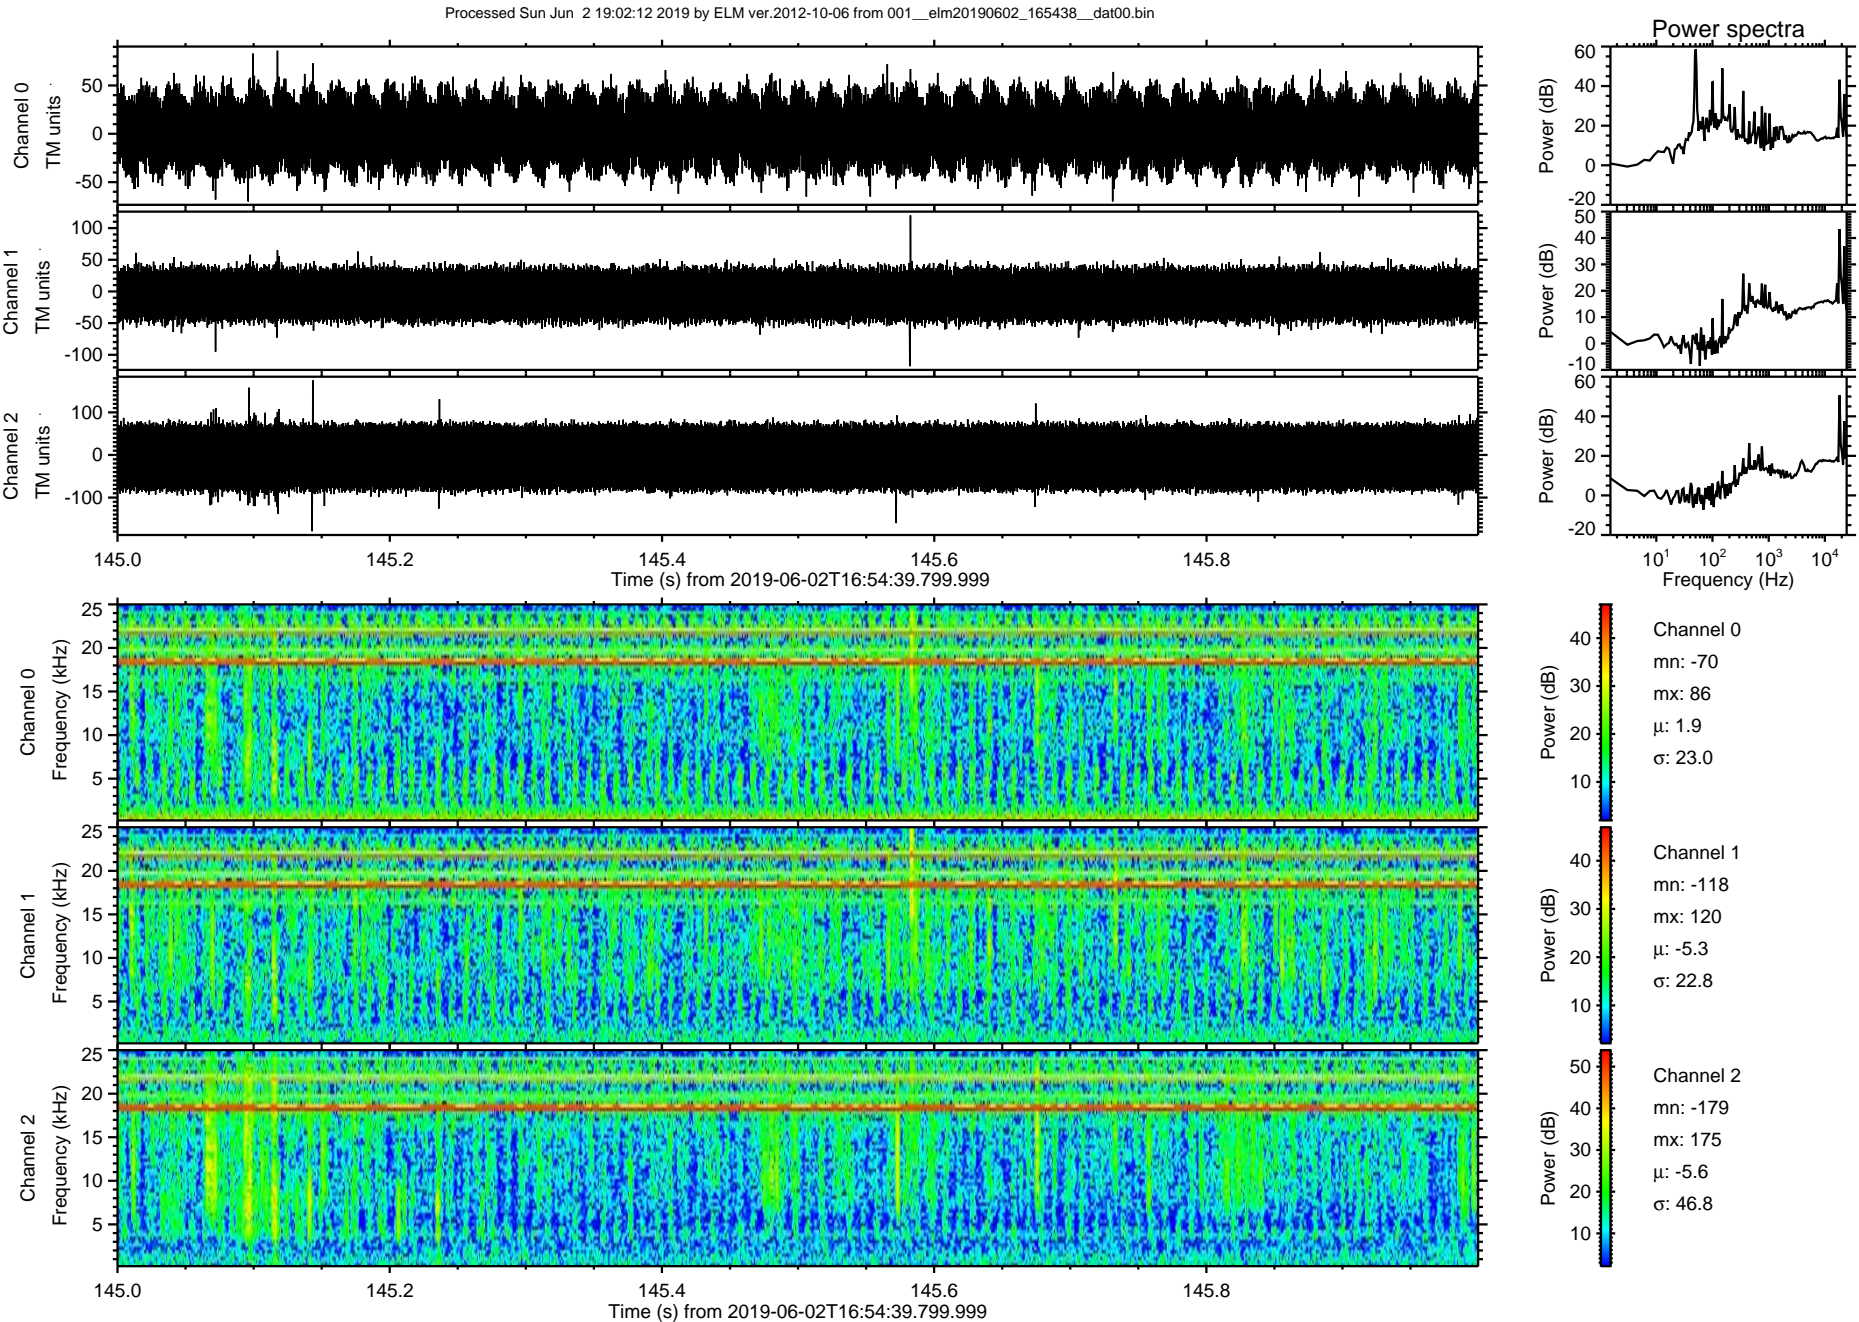 Processed Sun Jun  2 19:02:12 2019 by ELM ver.2012-10-06 from 001__elm20190602_165438__dat00.bin
Power spectra
Channel 0
TM units
50
0
-50
Power (dB)
60
40
20
0
-20
Channel 1
TM units
100
50
0
-50
-100
Power (dB)
50
40
30
20
10
0
-10
Channel 2
TM units
100
0
-100
Power (dB)
60
40
20
0
-20
145.0 145.2 145.4 145.6 145.8
Time (s) from 2019-06-02T16:54:39.799.999
10¹ 10² 10³ 10⁴
Frequency (Hz)
Channel 0
Frequency (kHz)
25
20
15
10
5
Power (dB)
40
30
20
10
Channel 0
mn: -70
mx: 86
μ: 1.9
σ: 23.0
Channel 1
Frequency (kHz)
25
20
15
10
5
Power (dB)
40
30
20
10
Channel 1
mn: -118
mx: 120
μ: -5.3
σ: 22.8
Channel 2
Frequency (kHz)
25
20
15
10
5
Power (dB)
50
40
30
20
10
Channel 2
mn: -179
mx: 175
μ: -5.6
σ: 46.8
145.0 145.2 145.4 145.6 145.8
Time (s) from 2019-06-02T16:54:39.799.999